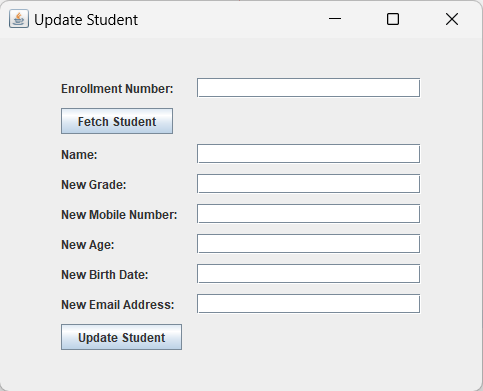 Update Student
Enrollment Number:
Fetch Student
Name:
New Grade:
New Mobile Number:
New Age:
New Birth Date:
New Email Address:
Update Student